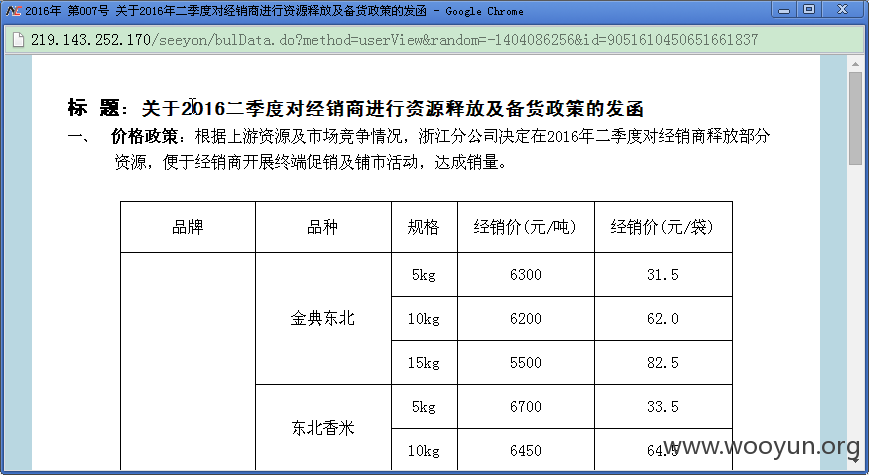 2016年 第007号 关于2016年二季度对经销商进行资源释放及备货政策的发函 - Google Chrome
219.143.252.170/seeyon/bulData.do?method=userView&random=-1404086256&id=9051610450651661837
标 题：关于2016二季度对经销商进行资源释放及备货政策的发函
一、 价格政策：根据上游资源及市场竞争情况，浙江分公司决定在2016年二季度对经销商释放部分
资源，便于经销商开展终端促销及铺市活动，达成销量。
品牌 品种 规格 经销价(元/吨) 经销价(元/袋)
5kg 6300 31.5
金典东北 10kg 6200 62.0
15kg 5500 82.5
东北香米 5kg 6700 33.5
10kg 6450 64.5
www.wooyun.org